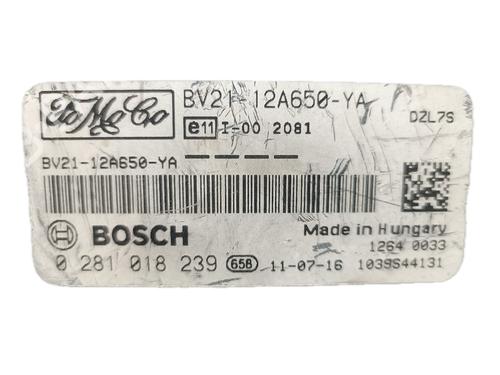 FoMoCo
BV21-12A650-YA
DZL7S
e11 I-00 2081
BV21-12A650-YA
BOSCH
Made in Hungary
1264 0033
0 281 018 239 658 11-07-16 1039S44131